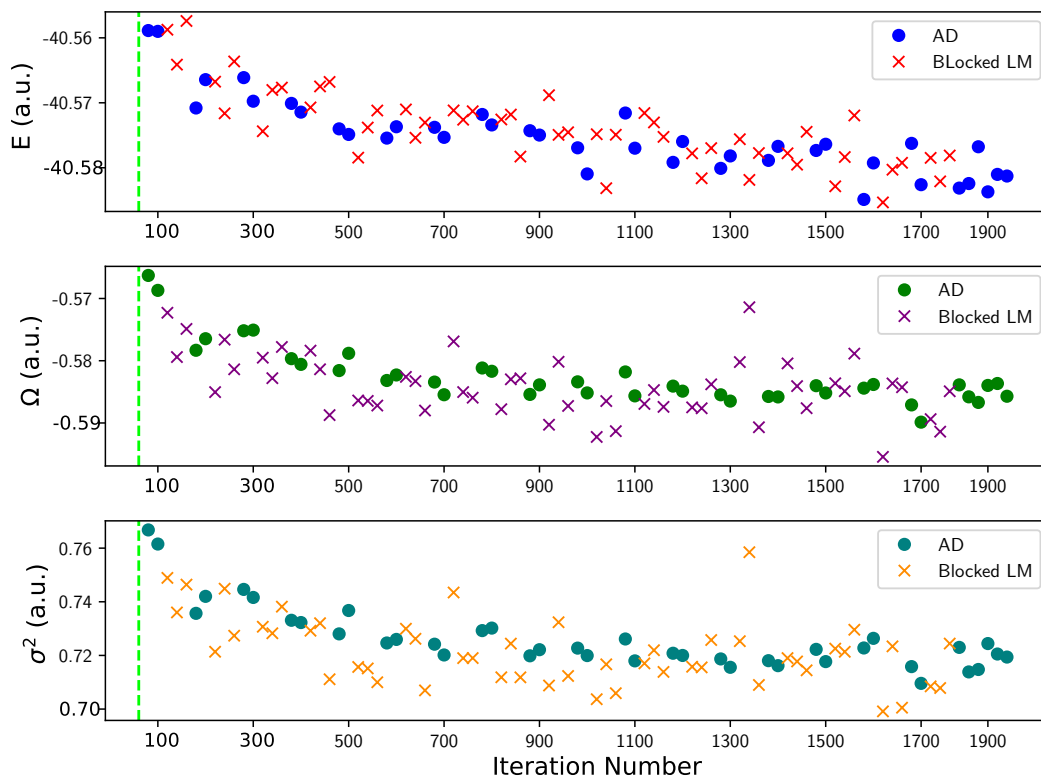 E (a.u.)
-40.56
-40.57
-40.58
AD
BLocked LM
100 300 500 700 900 1100 1300 1500 1700 1900
Ω (a.u.)
-0.57
-0.58
-0.59
AD
Blocked LM
100 300 500 700 900 1100 1300 1500 1700 1900
σ² (a.u.)
0.76
0.74
0.72
0.70
AD
Blocked LM
100 300 500 700 900 1100 1300 1500 1700 1900
Iteration Number